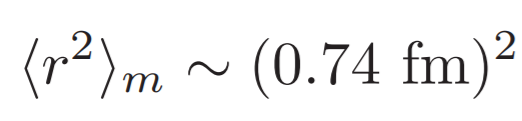 ⟨r²⟩ₘ ∼ (0.74 fm)²